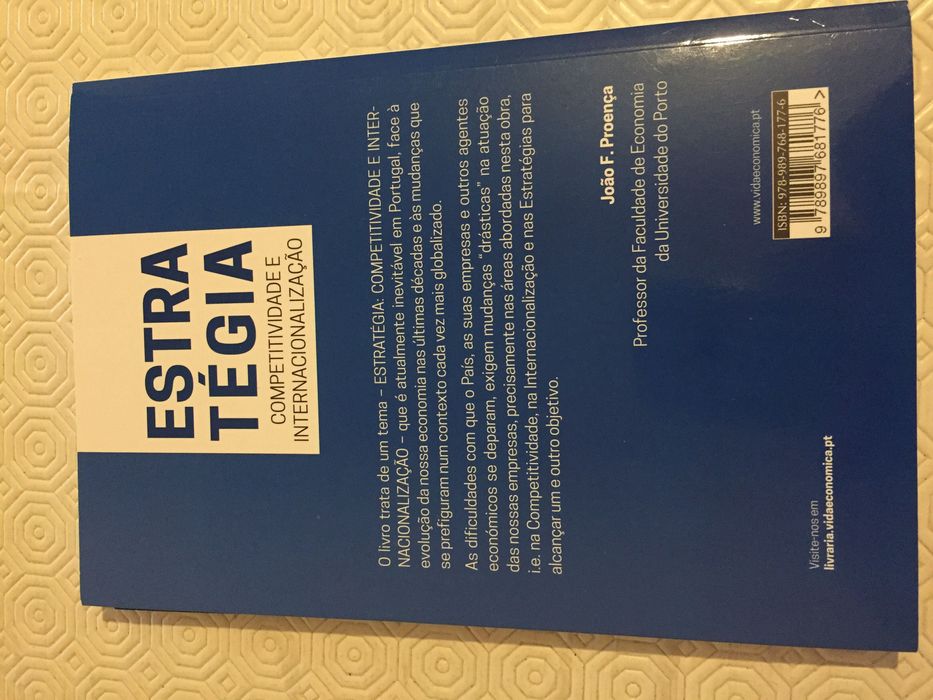 ESTRA
TÉGIA
COMPETITIVIDADE E
INTERNACIONALIZAÇÃO
O livro trata de um tema – ESTRATÉGIA: COMPETITIVIDADE E INTER-
NACIONALIZAÇÃO – que é atualmente inevitável em Portugal, face à
evolução da nossa economia nas últimas décadas e às mudanças que
se prefiguram num contexto cada vez mais globalizado.
As dificuldades com que o País, as suas empresas e outros agentes
económicos se deparam, exigem mudanças “drásticas” na atuação
das nossas empresas, precisamente nas áreas abordadas nesta obra,
i.e. na Competitividade, na Internacionalização e nas Estratégias para
alcançar um e outro objetivo.
João F. Proença
Professor da Faculdade de Economia
da Universidade do Porto
Visite-nos em
livraria.vidaeconomica.pt
www.vidaeconomica.pt
ISBN: 978-989-768-177-6
9 789897 681776 >